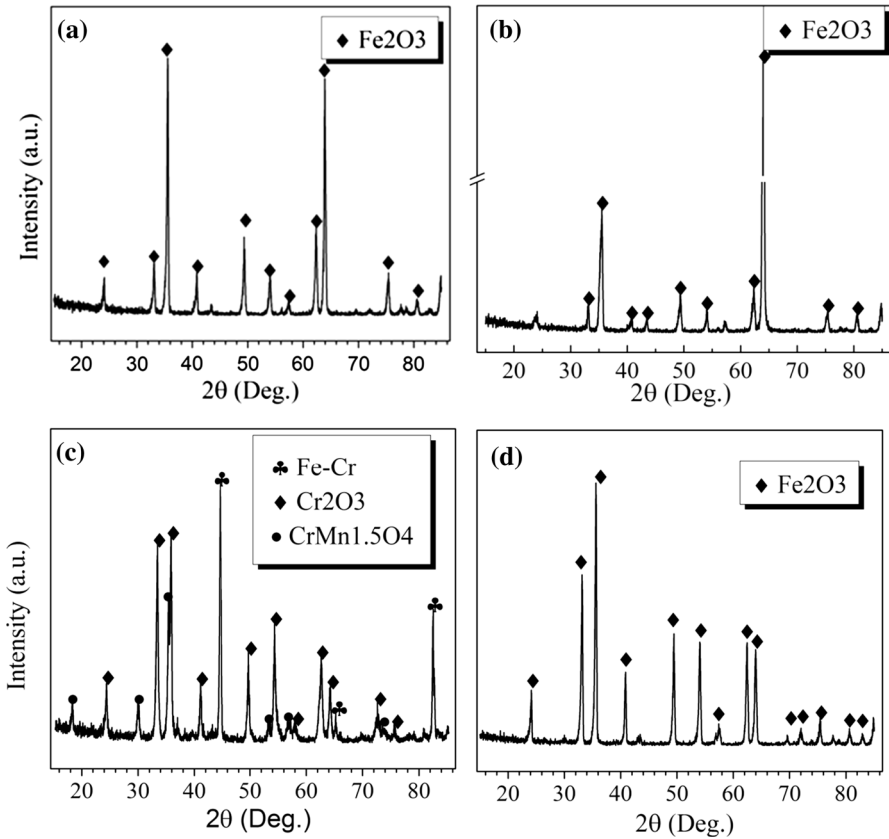 (a)
Fe2O3
Intensity (a.u.)
20 30 40 50 60 70 80
2θ (Deg.)
(b)
Fe2O3
20 30 40 50 60 70 80
2θ (Deg.)
(c)
Fe-Cr
Cr2O3
CrMn1.5O4
Intensity (a.u.)
20 30 40 50 60 70 80
2θ (Deg.)
(d)
Fe2O3
20 30 40 50 60 70 80
2θ (Deg.)